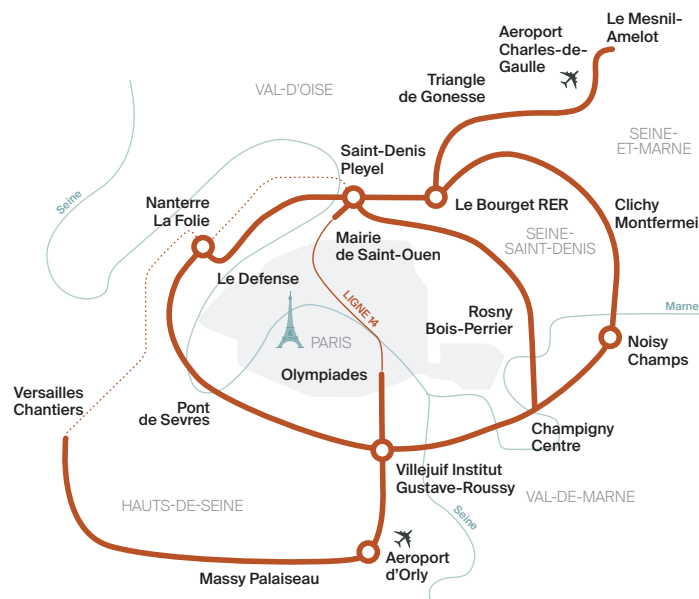 Le Mesnil-
Amelot
Aeroport
Charles-de-
Gaulle
Triangle
de Gonesse
VAL-D'OISE
SEINE-
ET-MARNE
Saint-Denis
Pleyel
Seine
Nanterre
La Folie
Le Bourget RER
Clichy
Montfermei
Mairie
de Saint-Ouen
SEINE-
SAINT-DENIS
Le Defense
LIGNE 14
Rosny
Bois-Perrier
Marne
PARIS
Noisy
Champs
Olympiades
Versailles
Chantiers
Pont
de Sevres
Champigny
Centre
Villejuif Institut
Gustave-Roussy
VAL-DE-MARNE
HAUTS-DE-SEINE
Seine
Aeroport
d'Orly
Massy Palaiseau